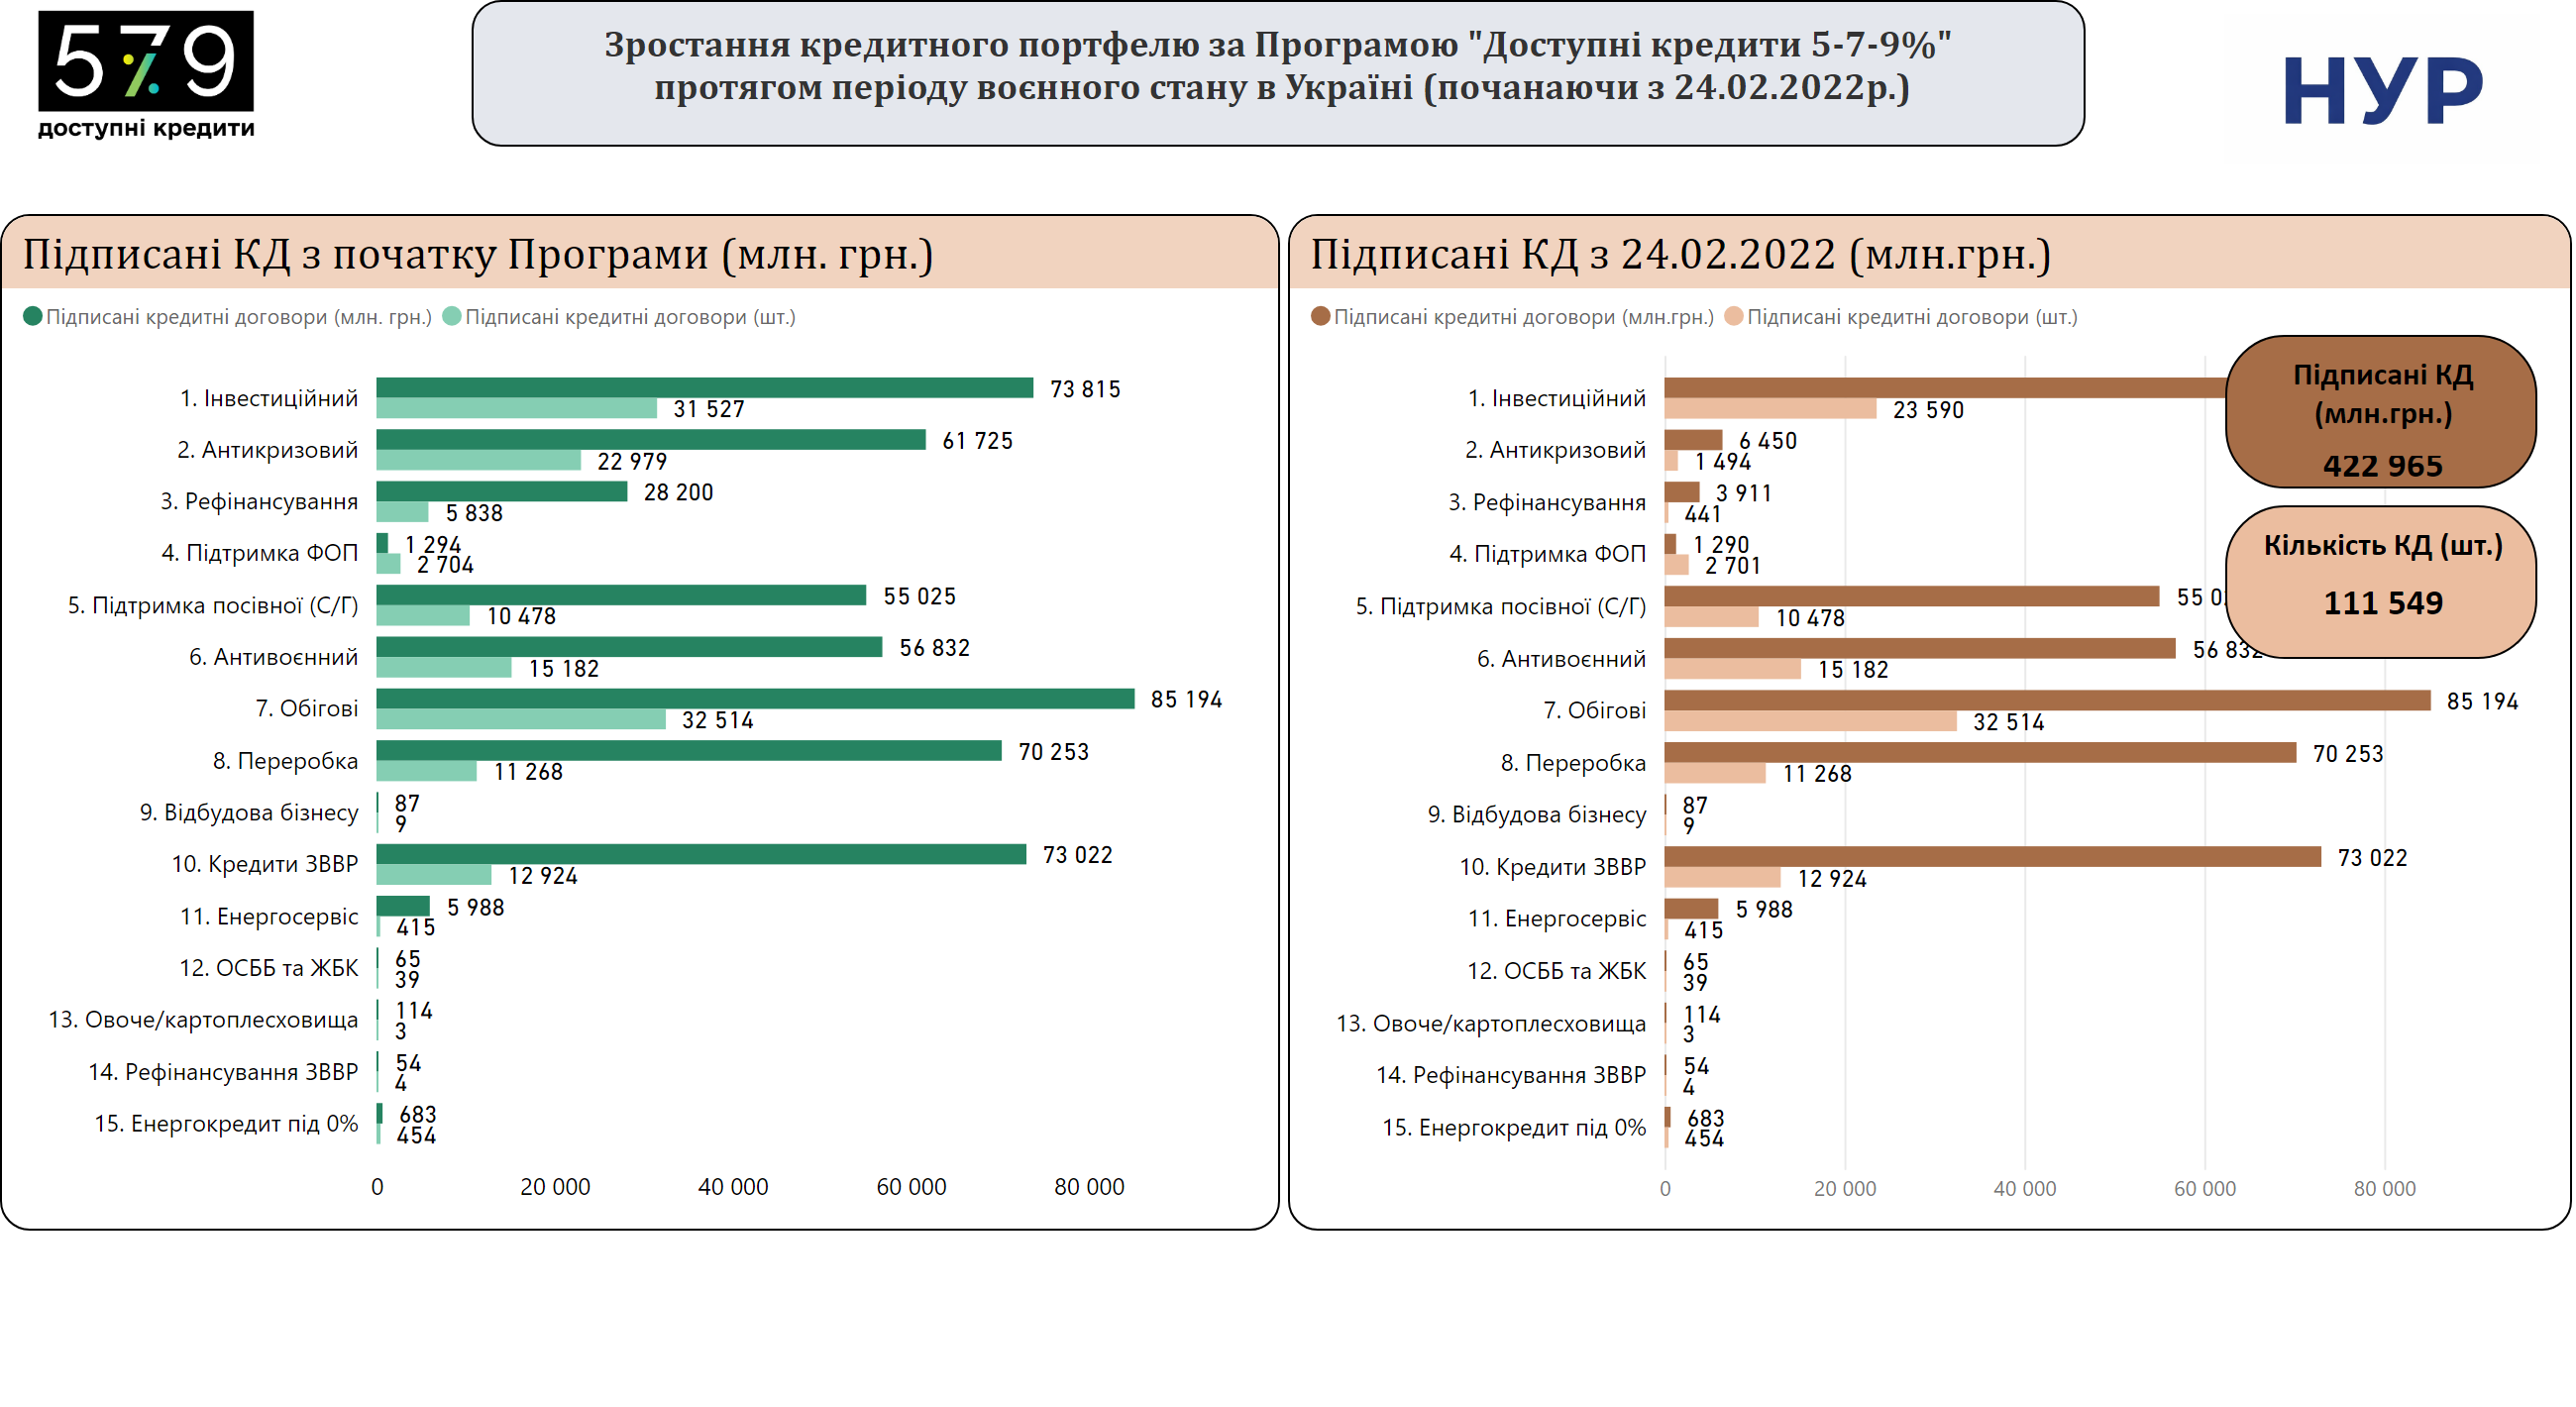 579
доступні кредити
Зростання кредитного портфелю за Програмою "Доступні кредити 5-7-9%"
протягом періоду воєнного стану в Україні (почанаючи з 24.02.2022р.)
НУР
Підписані КД з початку Програми (млн. грн.)
Підписані кредитні договори (млн. грн.) Підписані кредитні договори (шт.)
1. Інвестиційний
73 815
31 527
2. Антикризовий
61 725
22 979
3. Рефінансування
28 200
5 838
4. Підтримка ФОП
1 294
2 704
5. Підтримка посівної (С/Г)
55 025
10 478
6. Антивоєнний
56 832
15 182
7. Обігові
85 194
32 514
8. Переробка
70 253
11 268
9. Відбудова бізнесу
87
9
10. Кредити ЗВВР
73 022
12 924
11. Енергосервіс
5 988
415
12. ОСББ та ЖБК
65
39
13. Овоче/картоплесховища
114
3
14. Рефінансування ЗВВР
54
4
15. Енергокредит під 0%
683
454
0 20 000 40 000 60 000 80 000
Підписані КД з 24.02.2022 (млн.грн.)
Підписані кредитні договори (млн.грн.) Підписані кредитні договори (шт.)
Підписані КД
(млн.грн.)
422 965
Кількість КД (шт.)
111 549
1. Інвестиційний
23 590
2. Антикризовий
6 450
1 494
3. Рефінансування
3 911
441
4. Підтримка ФОП
1 290
2 701
5. Підтримка посівної (С/Г)
55 0
10 478
6. Антивоєнний
56 832
15 182
7. Обігові
85 194
32 514
8. Переробка
70 253
11 268
9. Відбудова бізнесу
87
9
10. Кредити ЗВВР
73 022
12 924
11. Енергосервіс
5 988
415
12. ОСББ та ЖБК
65
39
13. Овоче/картоплесховища
114
3
14. Рефінансування ЗВВР
54
4
15. Енергокредит під 0%
683
454
0 20 000 40 000 60 000 80 000